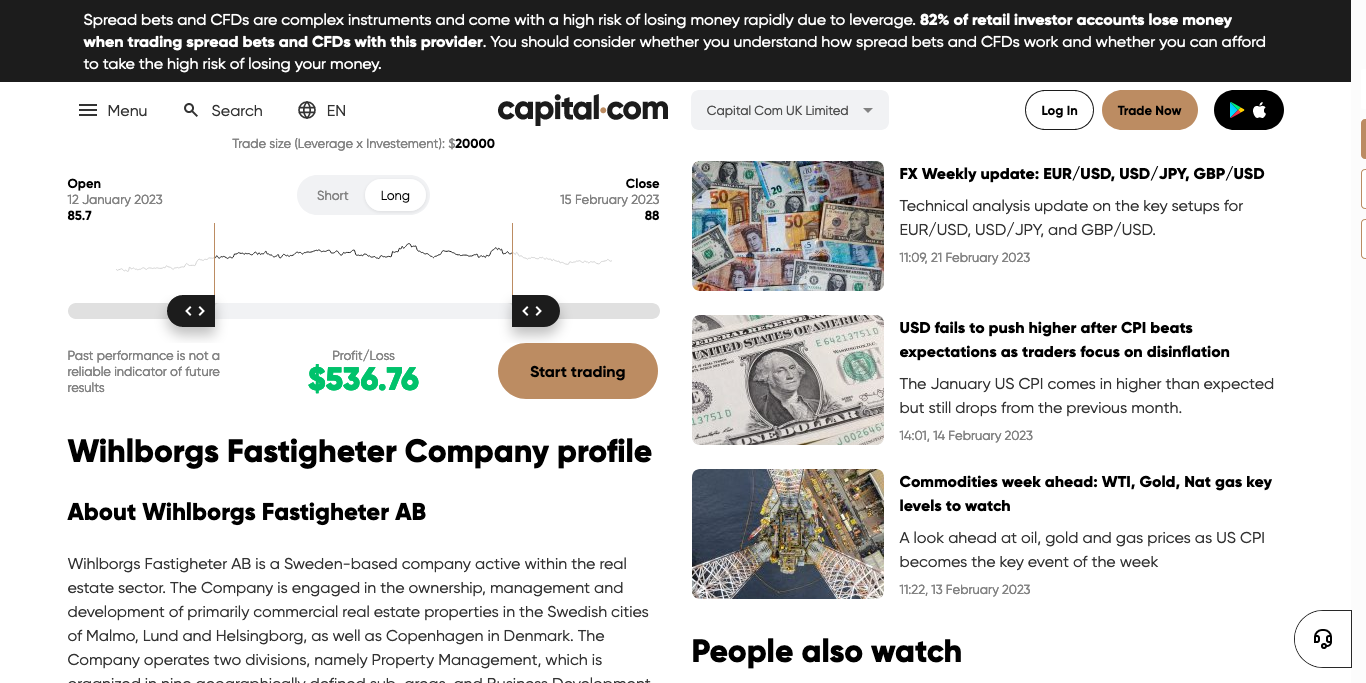 Spread bets and CFDs are complex instruments and come with a high risk of losing money rapidly due to leverage. 82% of retail investor accounts lose money
when trading spread bets and CFDs with this provider. You should consider whether you understand how spread bets and CFDs work and whether you can afford
to take the high risk of losing your money.
Menu
Search
EN
capital.com
Capital Com UK Limited
Log In
Trade Now
Trade size (Leverage x Investement): $20000
Open
12 January 2023
85.7
Short
Long
Close
15 February 2023
88
Past performance is not a
reliable indicator of future
results
Profit/Loss
$536.76
Start trading
Wihlborgs Fastigheter Company profile
About Wihlborgs Fastigheter AB
Wihlborgs Fastigheter AB is a Sweden-based company active within the real
estate sector. The Company is engaged in the ownership, management and
development of primarily commercial real estate properties in the Swedish cities
of Malmo, Lund and Helsingborg, as well as Copenhagen in Denmark. The
Company operates two divisions, namely Property Management, which is
organized in nine geographically defined sub-areas, and Business Development
FX Weekly update: EUR/USD, USD/JPY, GBP/USD
Technical analysis update on the key setups for
EUR/USD, USD/JPY, and GBP/USD.
11:09, 21 February 2023
USD fails to push higher after CPI beats
expectations as traders focus on disinflation
The January US CPI comes in higher than expected
but still drops from the previous month.
14:01, 14 February 2023
Commodities week ahead: WTI, Gold, Nat gas key
levels to watch
A look ahead at oil, gold and gas prices as US CPI
becomes the key event of the week
11:22, 13 February 2023
People also watch